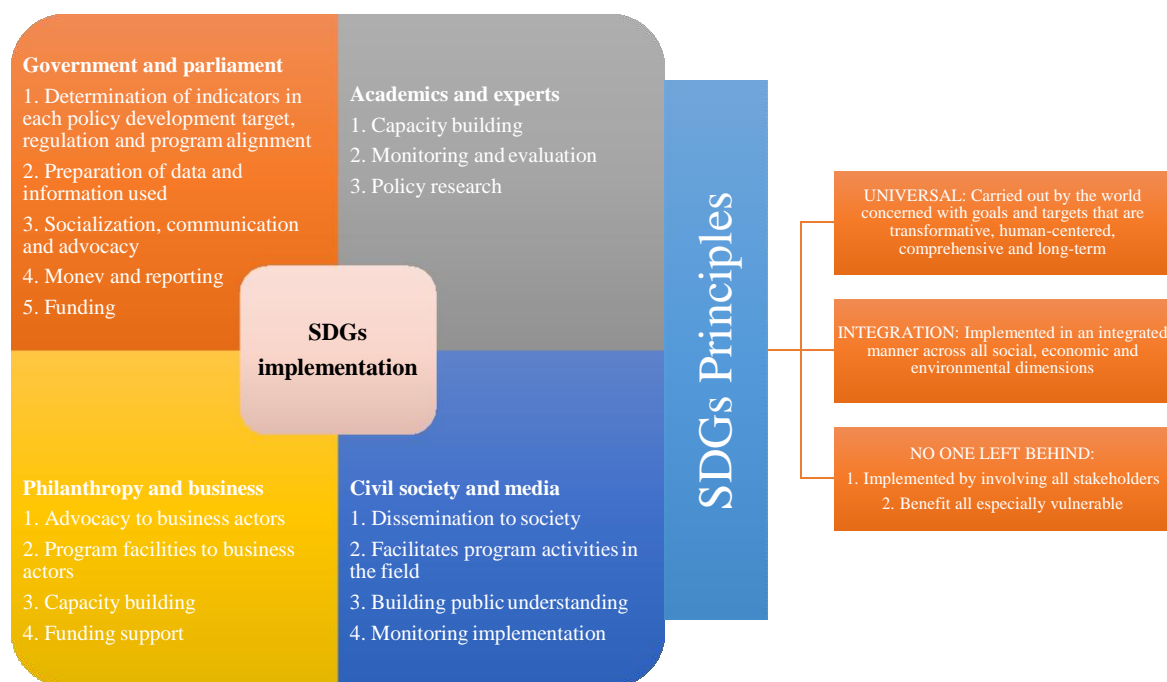 Government and parliament
1. Determination of indicators in
each policy development target,
regulation and program alignment
2. Preparation of data and
information used
3. Socialization, communication
and advocacy
4. Monev and reporting
5. Funding
Academics and experts
1. Capacity building
2. Monitoring and evaluation
3. Policy research
SDGs
implementation
Philanthropy and business
1. Advocacy to business actors
2. Program facilities to business
actors
3. Capacity building
4. Funding support
Civil society and media
1. Dissemination to society
2. Facilitates program activities in
the field
3. Building public understanding
4. Monitoring implementation
SDGs Principles
UNIVERSAL: Carried out by the world
concerned with goals and targets that are
transformative, human-centered,
comprehensive and long-term
INTEGRATION: Implemented in an integrated
manner across all social, economic and
environmental dimensions
NO ONE LEFT BEHIND:
1. Implemented by involving all stakeholders
2. Benefit all especially vulnerable